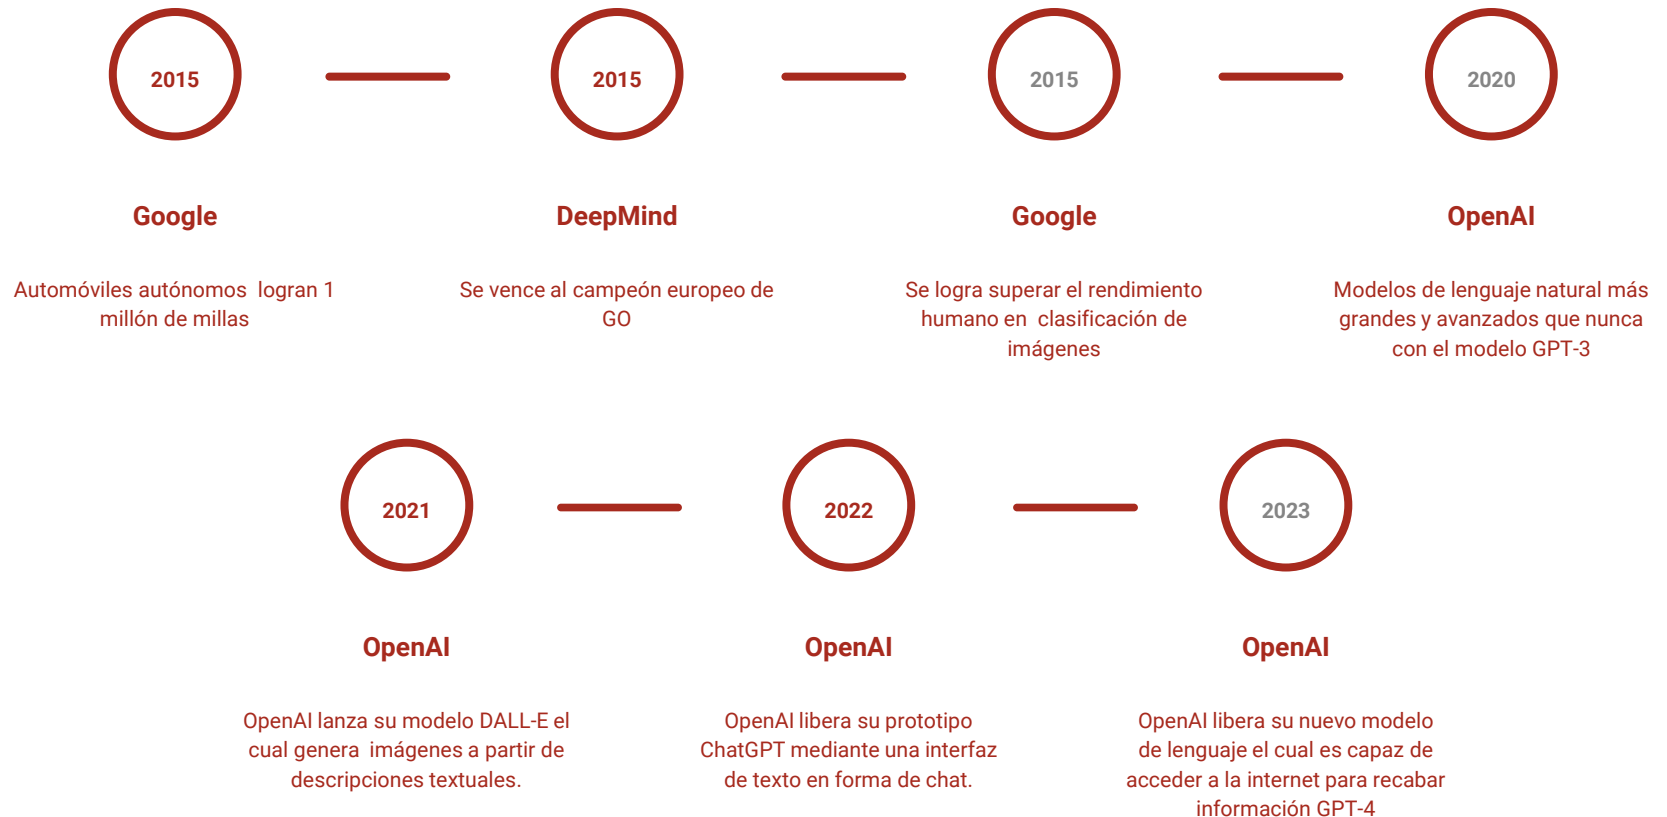 2015
Google
Automóviles autónomos logran 1
millón de millas
2015
DeepMind
Se vence al campeón europeo de
GO
2015
Google
Se logra superar el rendimiento
humano en clasificación de
imágenes
2020
OpenAI
Modelos de lenguaje natural más
grandes y avanzados que nunca
con el modelo GPT-3
2021
OpenAI
OpenAI lanza su modelo DALL-E el
cual genera imágenes a partir de
descripciones textuales.
2022
OpenAI
OpenAI libera su prototipo
ChatGPT mediante una interfaz
de texto en forma de chat.
2023
OpenAI
OpenAI libera su nuevo modelo
de lenguaje el cual es capaz de
acceder a la internet para recabar
información GPT-4